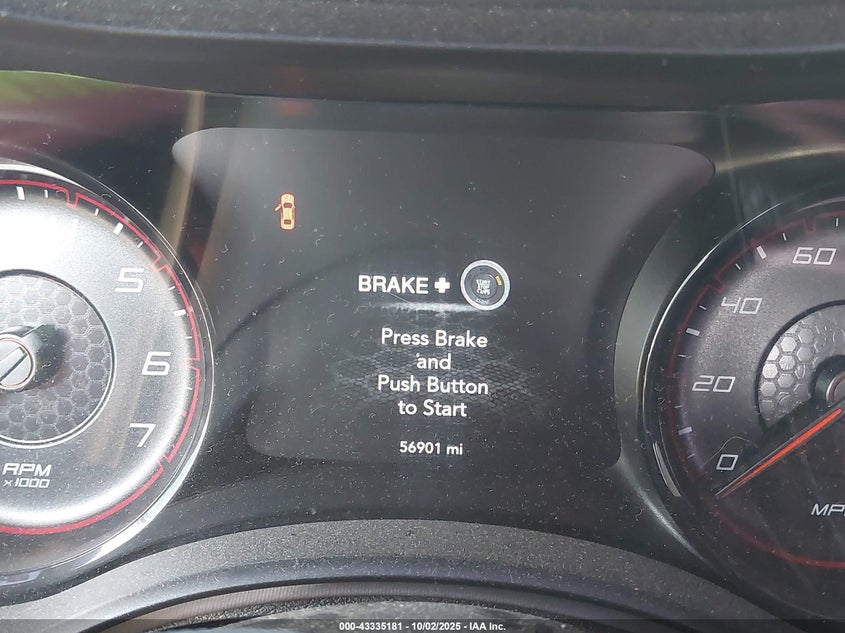 BRAKE +
Press Brake
and
Push Button
to Start
56901 mi
5
6
7
RPM
x1000
60
40
20
0
000-43335181 - 10/02/2025 - IAA Inc.